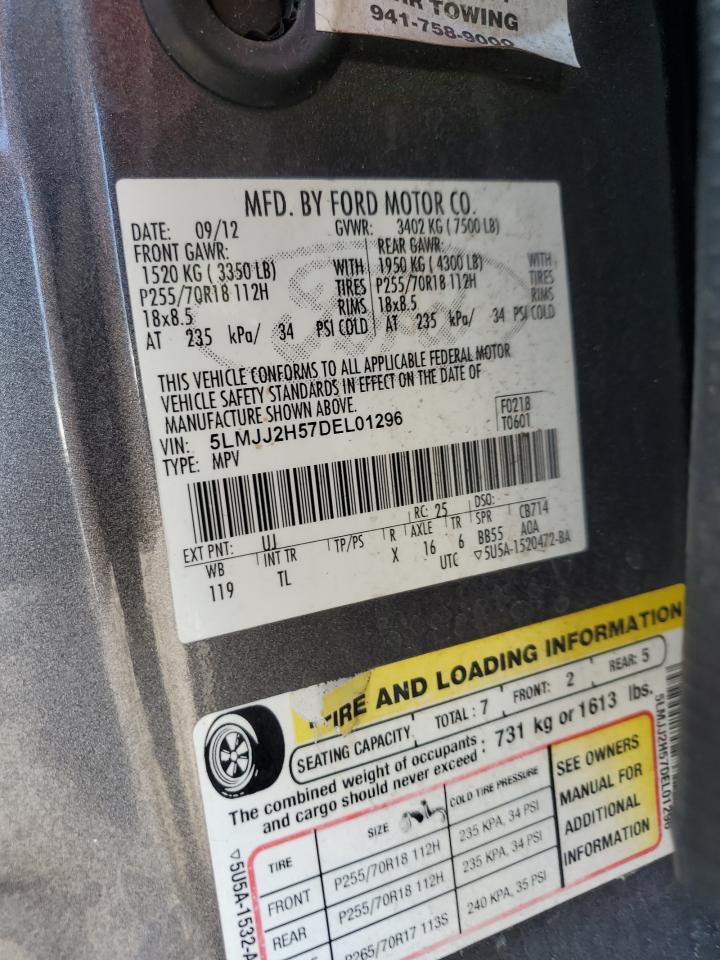 TOWING
941-758-9000
MFD. BY FORD MOTOR CO.
DATE: 09/12 GVWR: 3402 KG ( 7500 LB)
FRONT GAWR: REAR GAWR:
1520 KG ( 3350 LB) WITH 1950 KG ( 4300 LB) WITH
P255/70R18 112H TIRES P255/70R18 112H TIRES
18x8.5 RIMS 18x8.5 RIMS
AT 235 kPa/ 34 PSI COLD AT 235 kPa/ 34 PSI COLD
THIS VEHICLE CONFORMS TO ALL APPLICABLE FEDERAL MOTOR
VEHICLE SAFETY STANDARDS IN EFFECT ON THE DATE OF
MANUFACTURE SHOWN ABOVE.
VIN: 5LMJJ2H57DEL01296 F0218
TYPE: MPV T0601
EXT PNT: UJ RC: 25 DSO:
WB INT TR TP/PS R AXLE TR SPR CB714
119 TL X 16 6 BB55 AOA
UTC ▽5U5A-1520472-BA
TIRE AND LOADING INFORMATION
SEATING CAPACITY TOTAL : 7 FRONT: 2 REAR: 5
The combined weight of occupants and cargo should never exceed : 731 kg or 1613 lbs.
TIRE SIZE COLD TIRE PRESSURE
FRONT P255/70R18 112H 235 KPA, 34 PSI
REAR P255/70R18 112H 235 KPA, 34 PSI
P265/70R17 113S 240 KPA, 35 PSI
SEE OWNERS
MANUAL FOR
ADDITIONAL
INFORMATION
5LMJJ2H57DEL01296
▽5U5A-1532-A